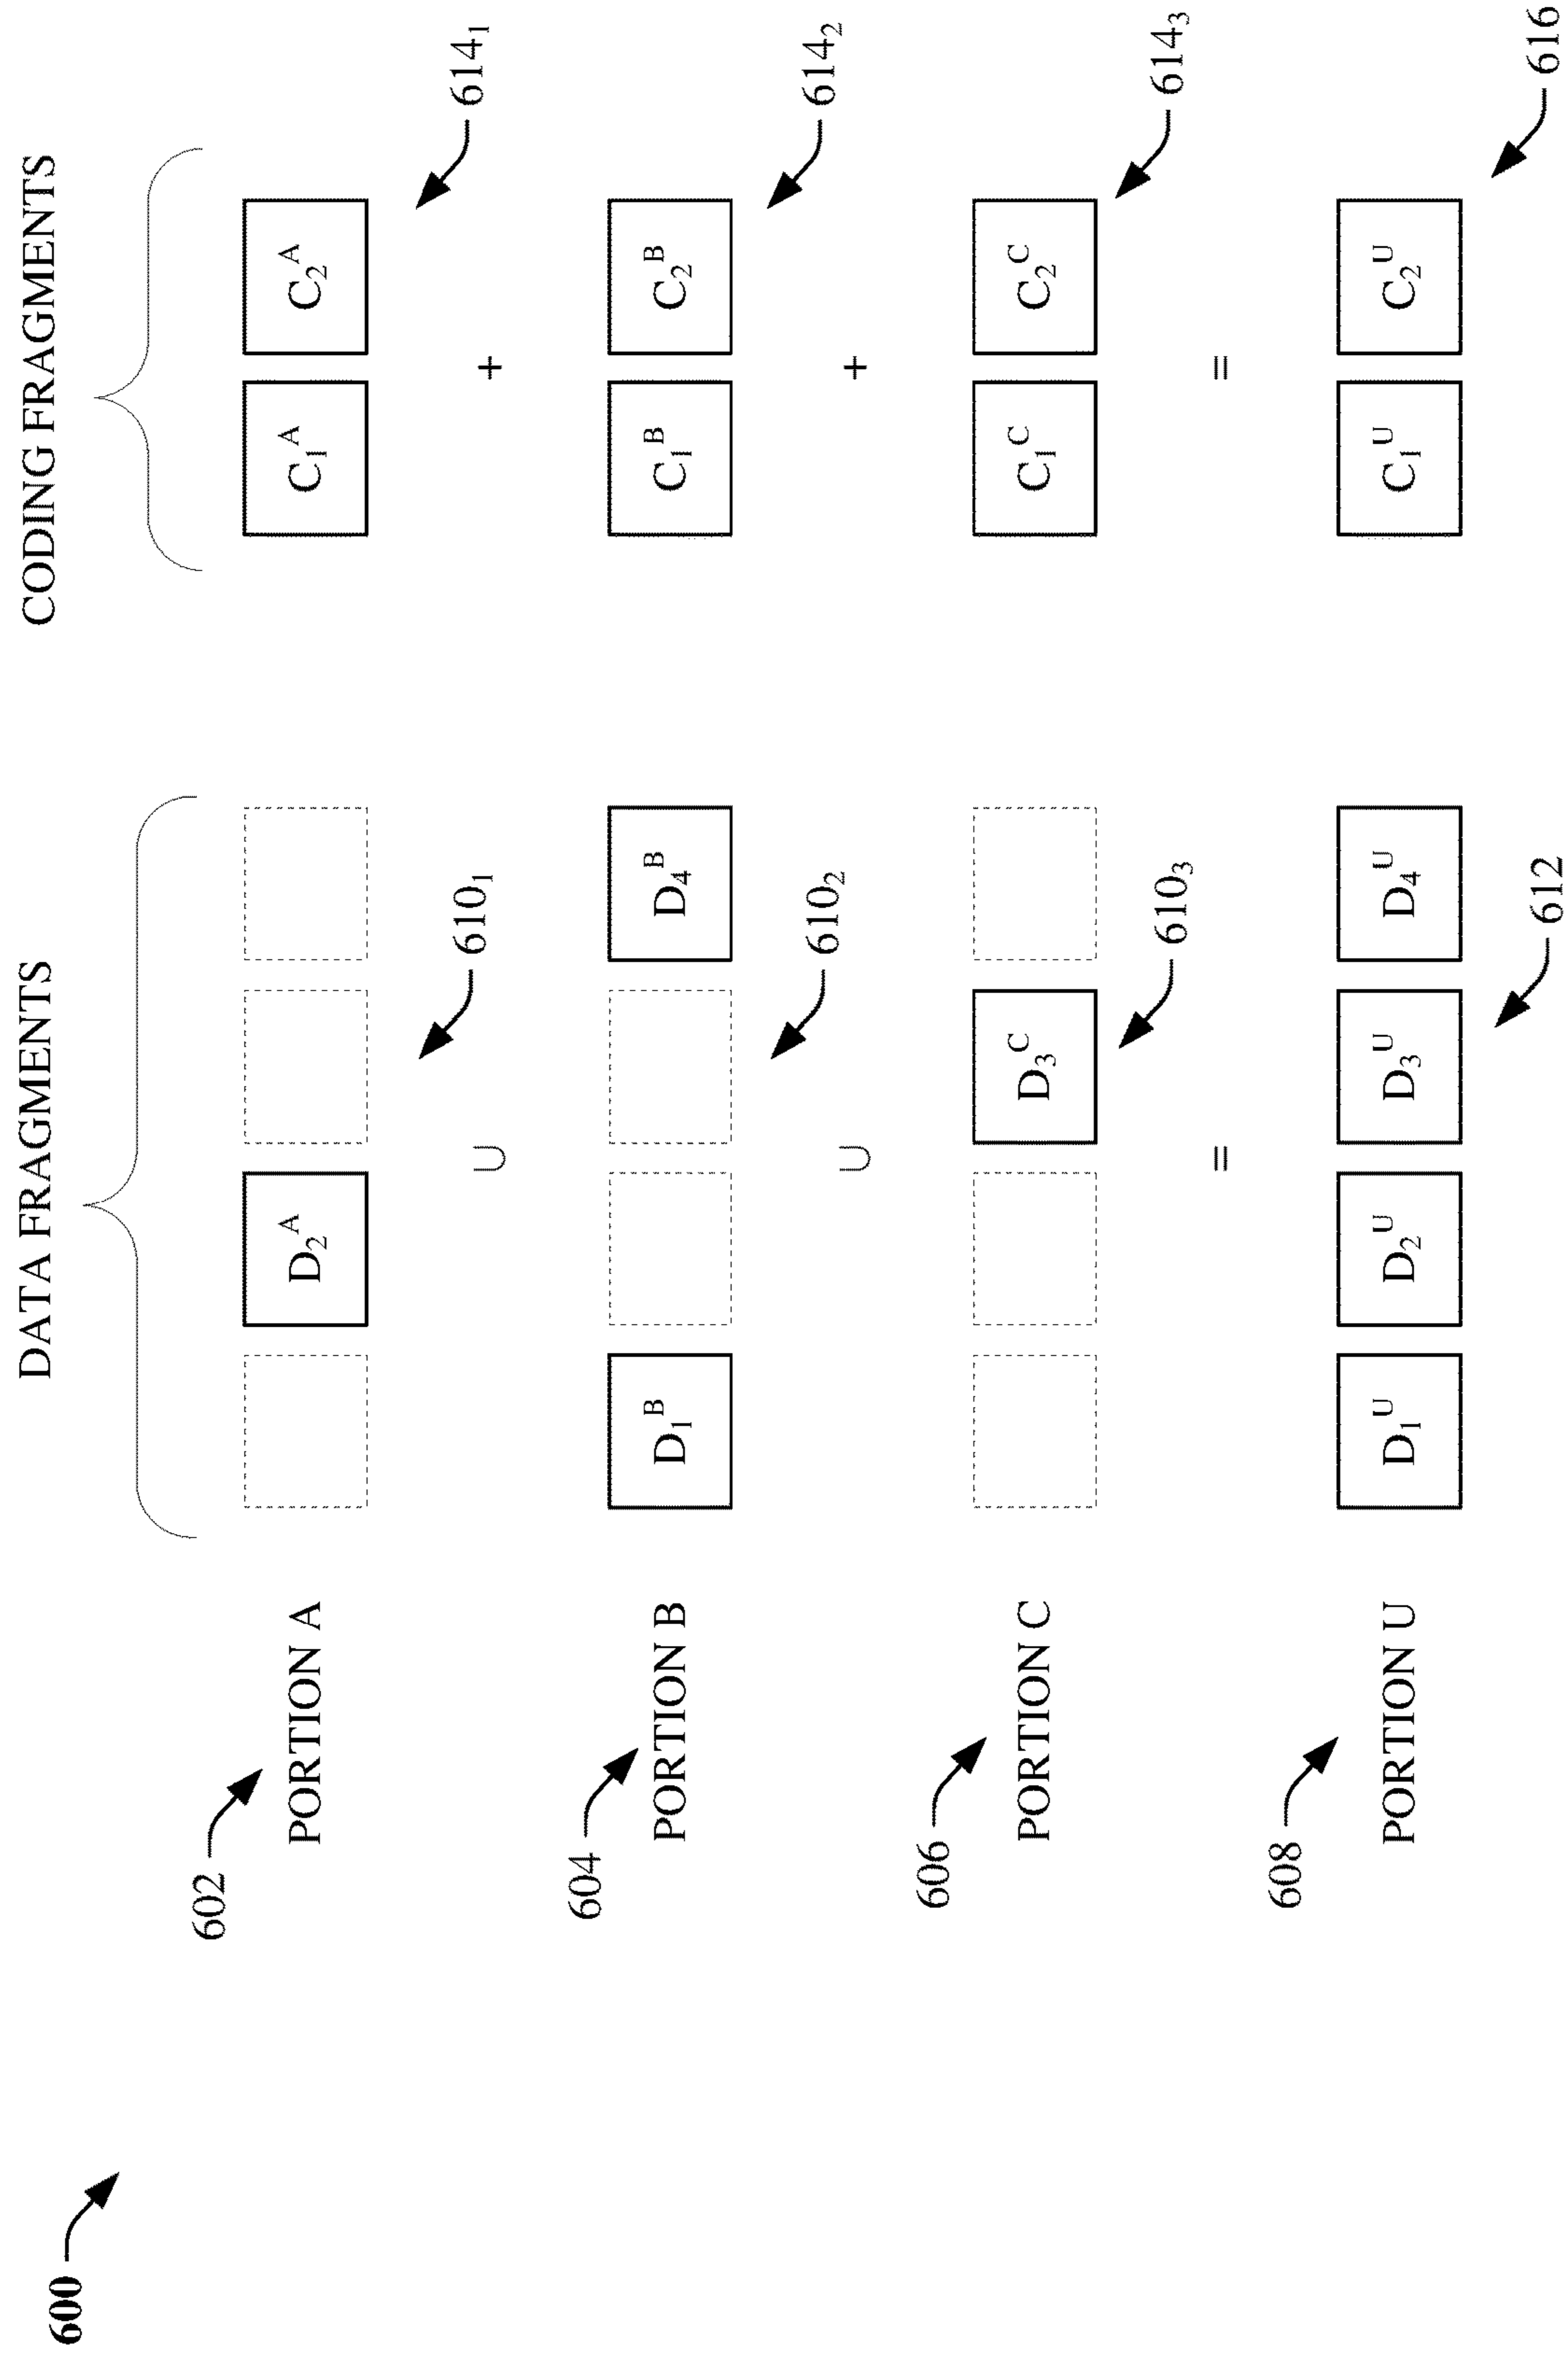 600
DATA FRAGMENTS CODING FRAGMENTS
602
PORTION A D₂ᴬ C₁ᴬ C₂ᴬ
610₁ 614₁
∪ +
604
PORTION B D₁ᴮ D₄ᴮ C₁ᴮ C₂ᴮ
610₂ 614₂
∪ +
606
PORTION C D₃ᶜ C₁ᶜ C₂ᶜ
610₃ 614₃
= =
608
PORTION U D₁ᵁ D₂ᵁ D₃ᵁ D₄ᵁ C₁ᵁ C₂ᵁ
612 616